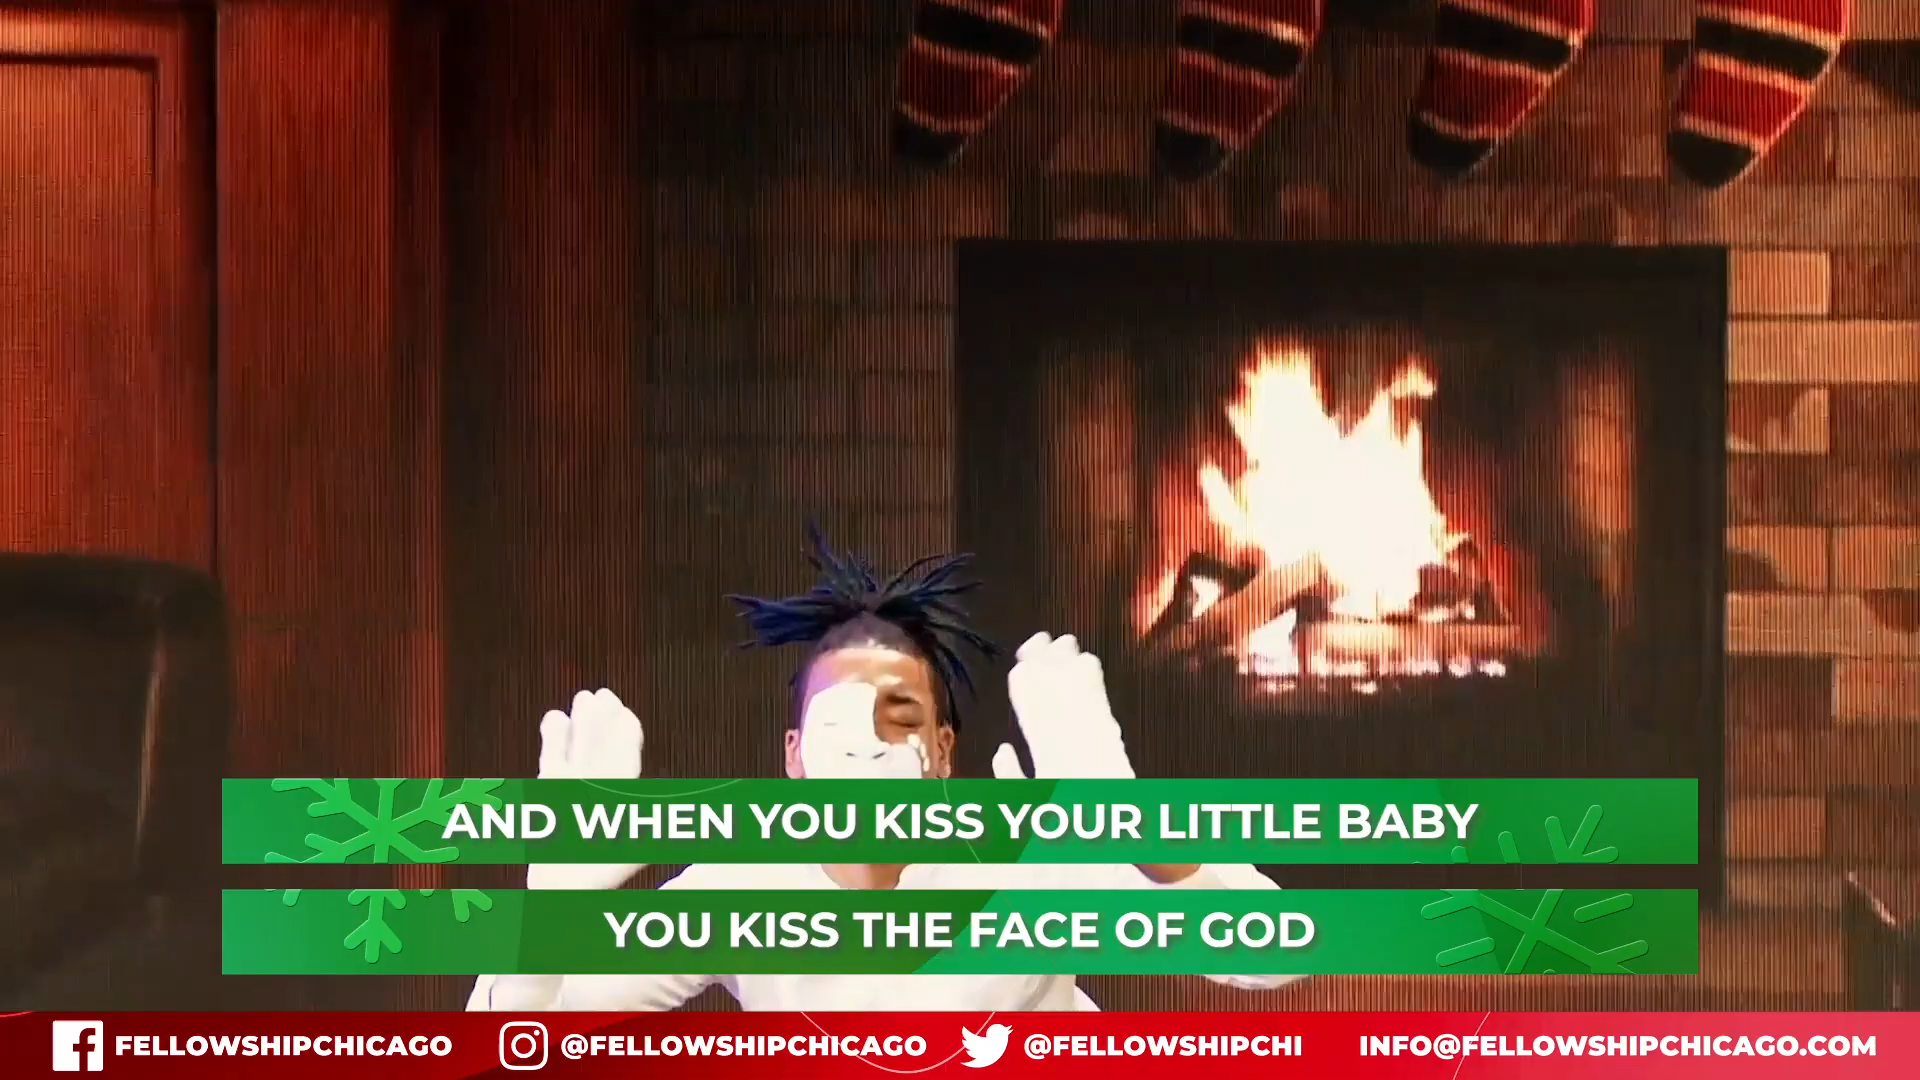 AND WHEN YOU KISS YOUR LITTLE BABY
YOU KISS THE FACE OF GOD
FELLOWSHIPCHICAGO @FELLOWSHIPCHICAGO @FELLOWSHIPCHI INFO@FELLOWSHIPCHICAGO.COM